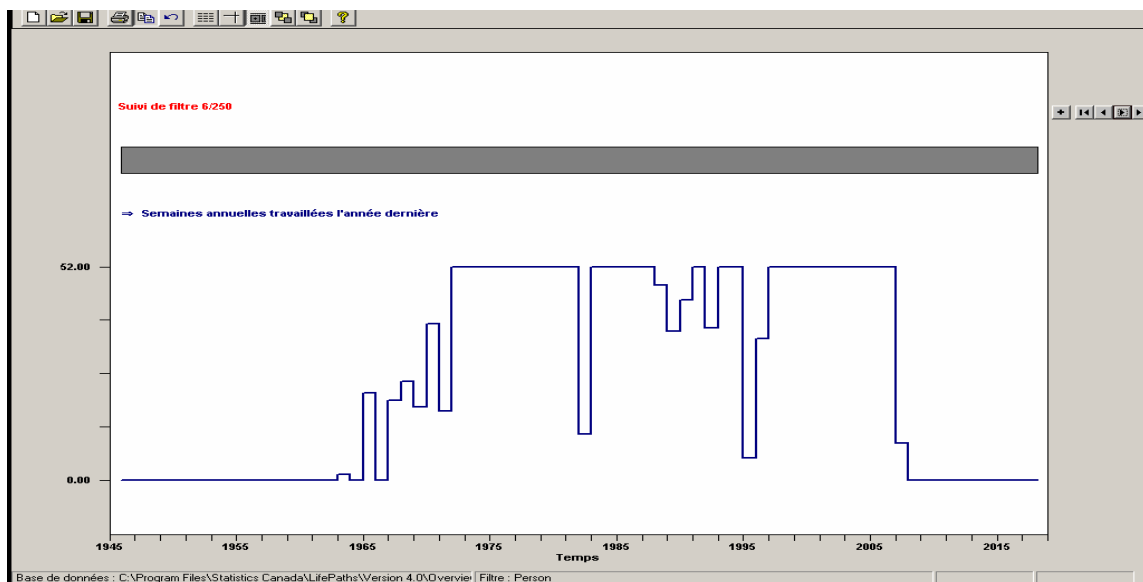 Suivi de filtre 6/250
⇒ Semaines annuelles travaillées l'année dernière
52.00
0.00
1945 1955 1965 1975 1985 1995 2005 2015
Temps
Base de données : C:\Program Files\Statistics Canada\LifePaths\Version 4.0\Overvie Filtre : Person